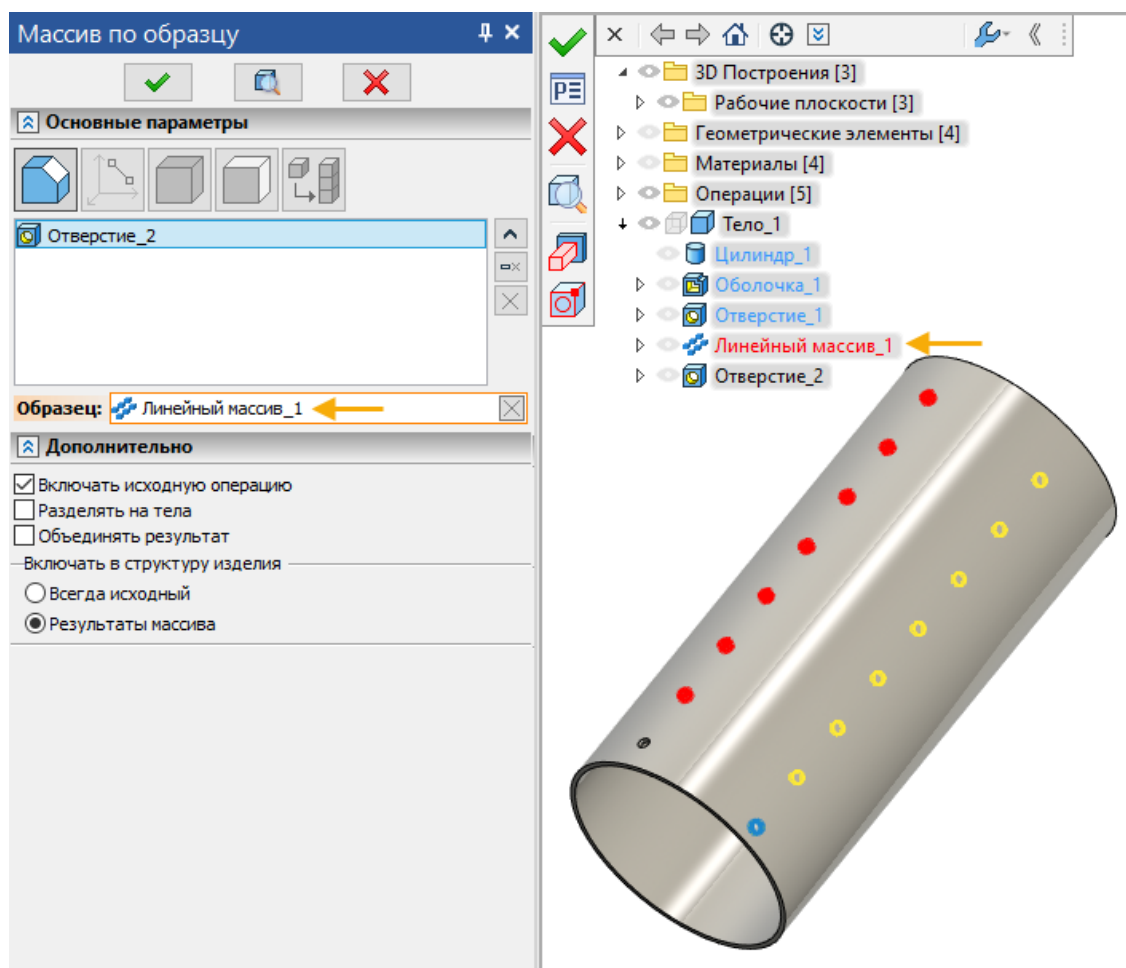 Массив по образцу
Основные параметры
Отверстие_2
Образец: Линейный массив_1
Дополнительно
Включать исходную операцию
Разделять на тела
Объединять результат
Включать в структуру изделия
Всегда исходный
Результаты массива
3D Построения [3]
Рабочие плоскости [3]
Геометрические элементы [4]
Материалы [4]
Операции [5]
Тело_1
Цилиндр_1
Оболочка_1
Отверстие_1
Линейный массив_1
Отверстие_2